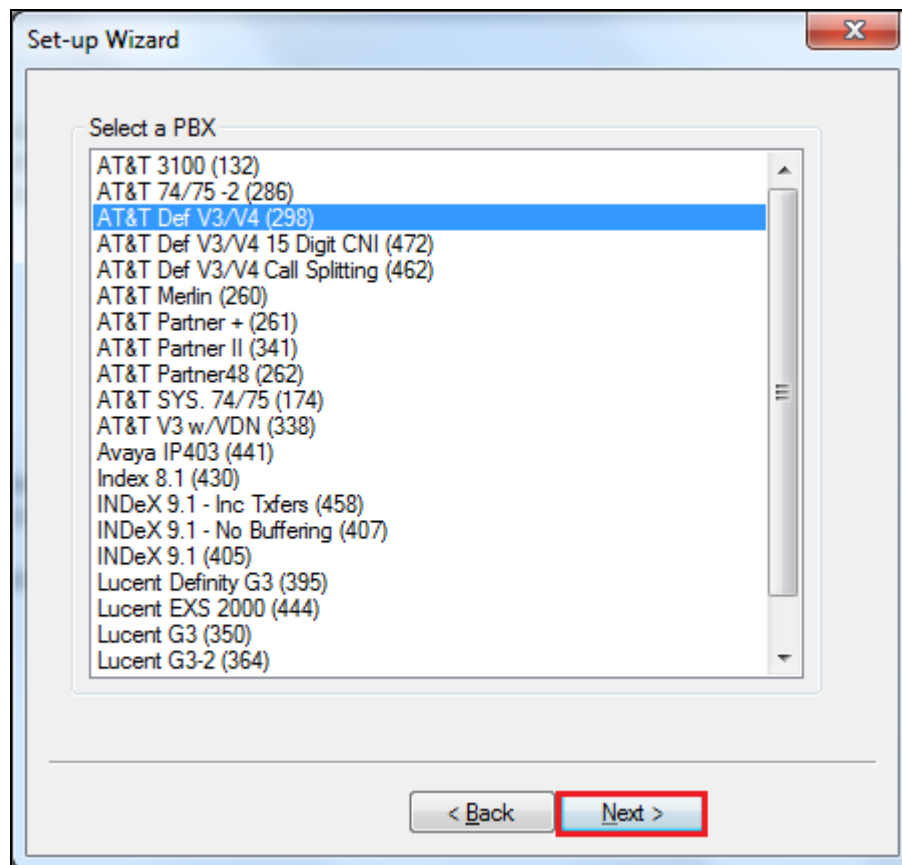 Set-up Wizard
Select a PBX
AT&T 3100 (132)
AT&T 74/75 -2 (286)
AT&T Def V3/V4 (298)
AT&T Def V3/V4 15 Digit CNI (472)
AT&T Def V3/V4 Call Splitting (462)
AT&T Merlin (260)
AT&T Partner + (261)
AT&T Partner II (341)
AT&T Partner48 (262)
AT&T SYS. 74/75 (174)
AT&T V3 w/VDN (338)
Avaya IP403 (441)
Index 8.1 (430)
INDeX 9.1 - Inc Txfers (458)
INDeX 9.1 - No Buffering (407)
INDeX 9.1 (405)
Lucent Definity G3 (395)
Lucent EXS 2000 (444)
Lucent G3 (350)
Lucent G3-2 (364)
< Back Next >